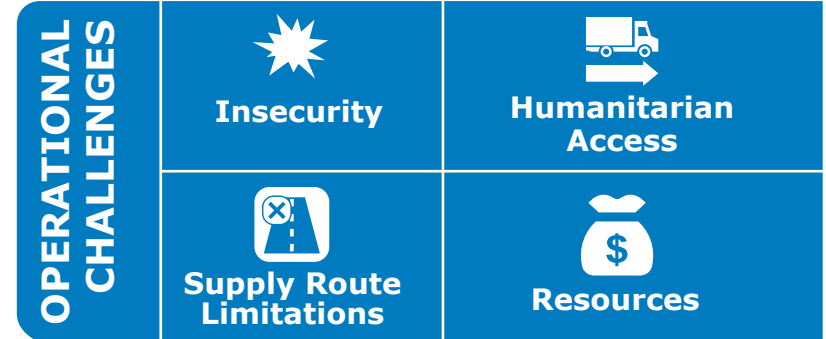 OPERATIONAL
CHALLENGES
Insecurity
Humanitarian
Access
Supply Route
Limitations
$
Resources